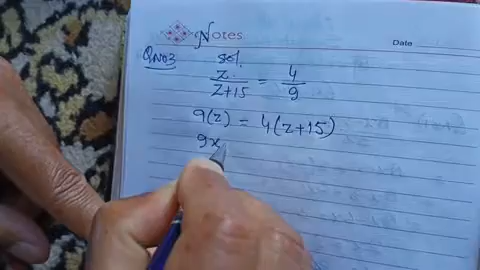 Notes
Date
QNo3 sol.
z/z+15 = 4/9
9(z) = 4(z+15)
9x